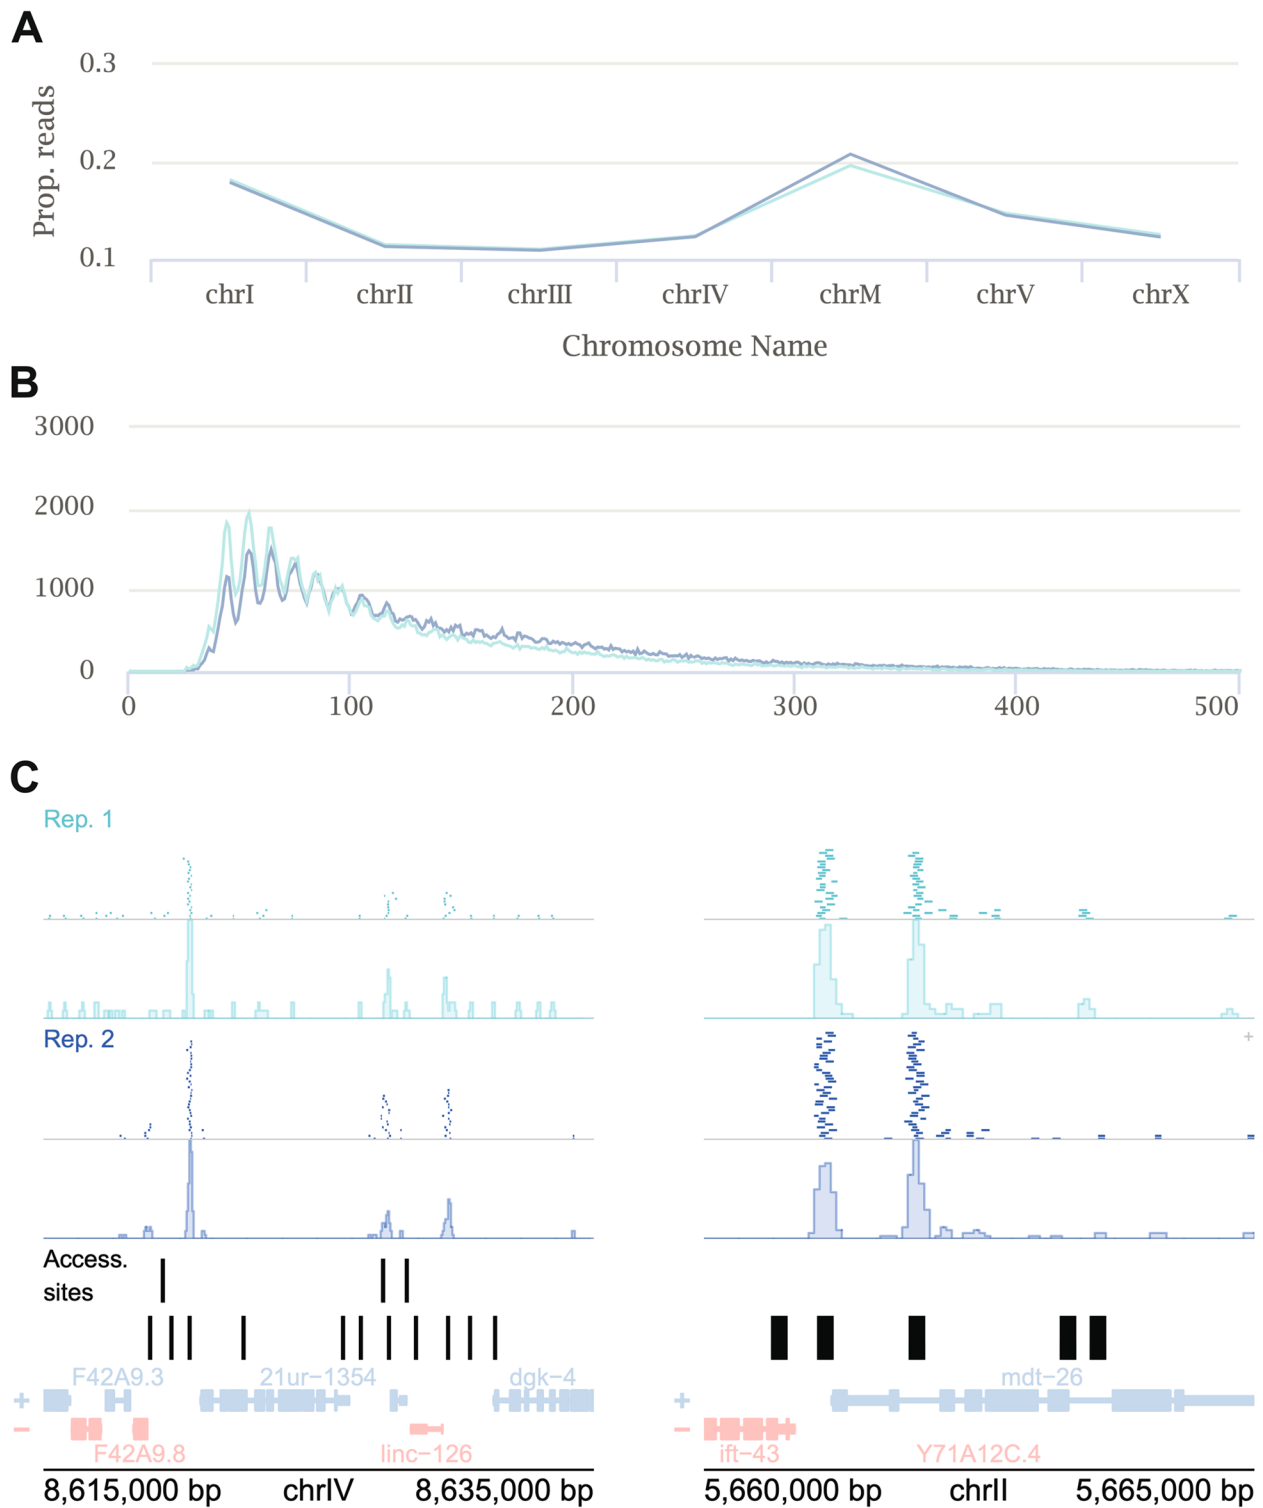 A
0.3
0.2
0.1
Prop. reads
chrI chrII chrIII chrIV chrM chrV chrX
Chromosome Name
B
3000
2000
1000
0
0 100 200 300 400 500
C
Rep. 1
Rep. 2
+
Access.
sites
F42A9.3 21ur-1354 dgk-4 mdt-26
+ +
− −
F42A9.8 linc-126 ift-43 Y71A12C.4
8,615,000 bp chrIV 8,635,000 bp 5,660,000 bp chrII 5,665,000 bp